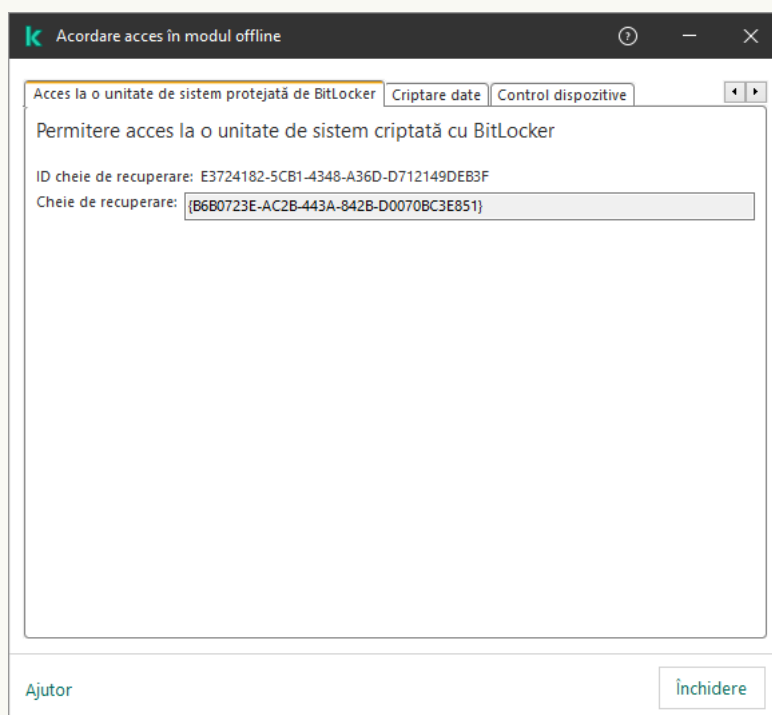 Acordare acces în modul offline
Acces la o unitate de sistem protejată de BitLocker Criptare date Control dispozitive
Permitere acces la o unitate de sistem criptată cu BitLocker
ID cheie de recuperare: E3724182-5CB1-4348-A36D-D712149DEB3F
Cheie de recuperare: {B6B0723E-AC2B-443A-842B-D0070BC3E851}
Ajutor Închidere